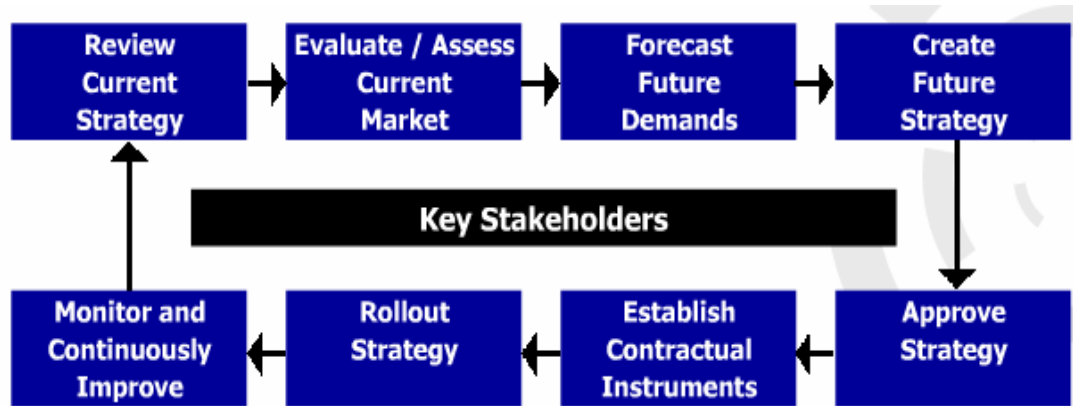 Review
Current
Strategy
Evaluate / Assess
Current
Market
Forecast
Future
Demands
Create
Future
Strategy
Key Stakeholders
Monitor and
Continuously
Improve
Rollout
Strategy
Establish
Contractual
Instruments
Approve
Strategy